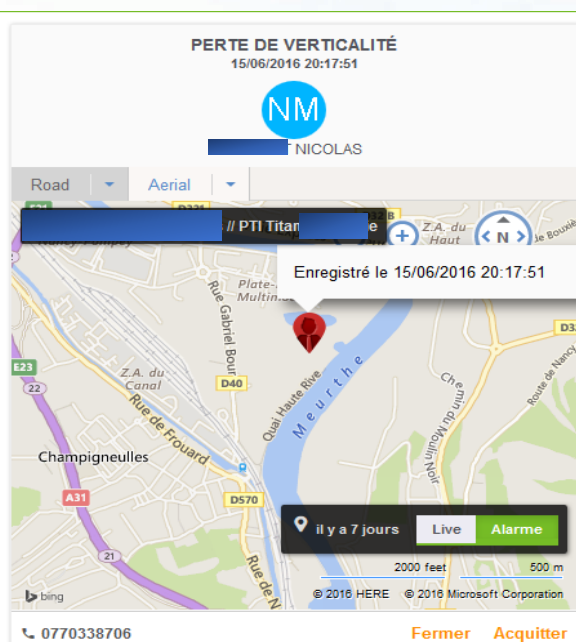 PERTE DE VERTICALITÉ
15/06/2016 20:17:51
NM
NICOLAS
Road
Aerial
// PTI Titan
Z.A. du
Haut
N
Enregistré le 15/06/2016 20:17:51
Plate-
Rue Gabriel Bour
E23
22
Z.A. du
Canal
D40
Quai Haute Rive
Meurthe
Chemin du Moulin Noir
Route de Nancy
Rue de Frouard
Champigneulles
A31
D570
21
il y a 7 jours
Live
Alarme
2000 feet
500 m
bing
© 2016 HERE
© 2016 Microsoft Corporation
0770338706
Fermer
Acquitter